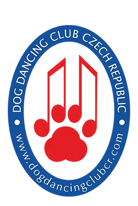 DOG DANCING CLUB CZECH REPUBLIC
www.dogdancingclubcr.com